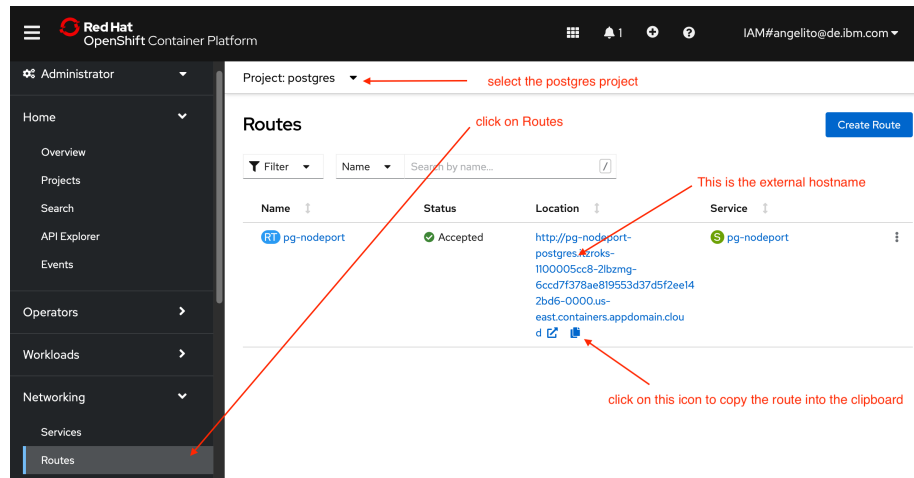 Red Hat
OpenShift Container Platform
1
IAM#angelito@de.ibm.com
Administrator
Project: postgres
select the postgres project
Home
Routes
click on Routes
Create Route
Overview
Filter
Name
Search by name...
/
Projects
This is the external hostname
Search
Name
Status
Location
Service
API Explorer
RT pg-nodeport
Accepted
http://pg-nodeport-
S pg-nodeport
postgres.itzroks-
Events
1100005cc8-2lbzmg-
6ccd7f378ae819553d37d5f2ee14
2bd6-0000.us-
Operators
east.containers.appdomain.clou
d
Workloads
Networking
click on this icon to copy the route into the clipboard
Services
Routes